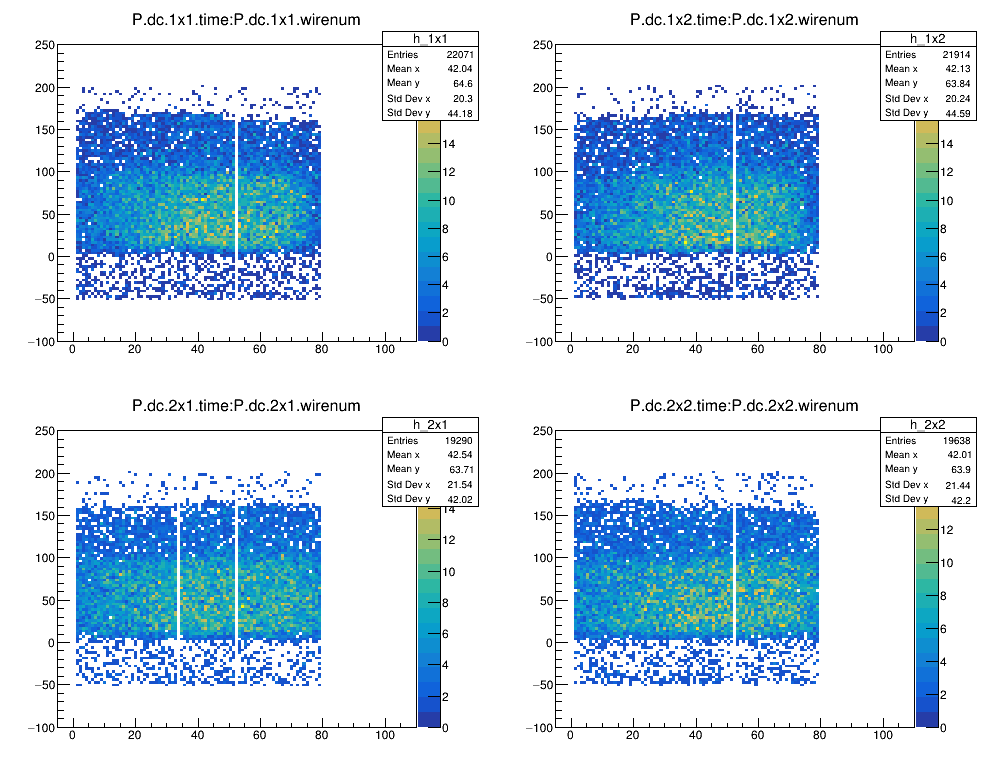 P.dc.1x1.time:P.dc.1x1.wirenum
h_1x1
Entries 22071
Mean x 42.04
Mean y 64.6
Std Dev x 20.3
Std Dev y 44.18
250
200
150
100
50
0
−50
−100
0 20 40 60 80 100
14
12
10
8
6
4
2
0
P.dc.1x2.time:P.dc.1x2.wirenum
h_1x2
Entries 21914
Mean x 42.13
Mean y 63.84
Std Dev x 20.24
Std Dev y 44.59
250
200
150
100
50
0
−50
−100
0 20 40 60 80 100
14
12
10
8
6
4
2
0
P.dc.2x1.time:P.dc.2x1.wirenum
h_2x1
Entries 19290
Mean x 42.54
Mean y 63.71
Std Dev x 21.54
Std Dev y 42.02
250
200
150
100
50
0
−50
−100
0 20 40 60 80 100
14
12
10
8
6
4
2
0
P.dc.2x2.time:P.dc.2x2.wirenum
h_2x2
Entries 19638
Mean x 42.01
Mean y 63.9
Std Dev x 21.44
Std Dev y 42.2
250
200
150
100
50
0
−50
−100
0 20 40 60 80 100
12
10
8
6
4
2
0